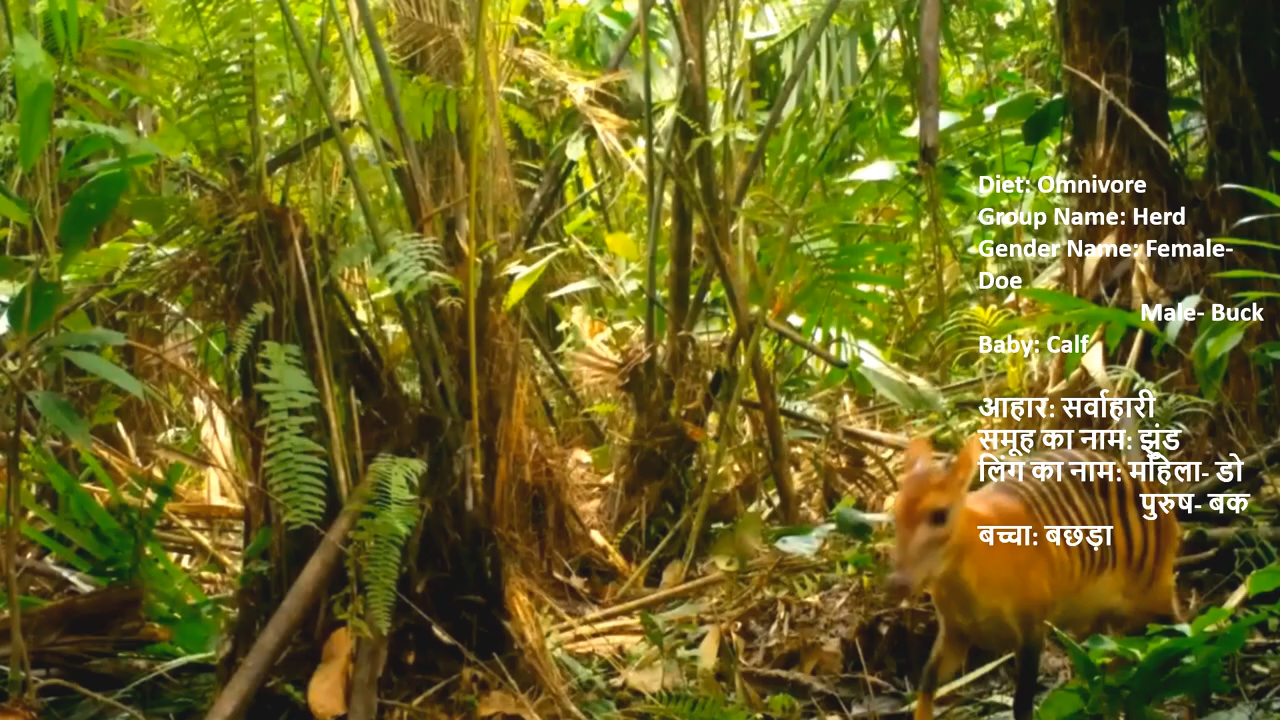 Diet: Omnivore
Group Name: Herd
Gender Name: Female-
Doe
Male- Buck
Baby: Calf
आहार: सर्वाहारी
समूह का नाम: झुंड
लिंग का नाम: महिला- डो
पुरुष- बक
बच्चा: बछड़ा